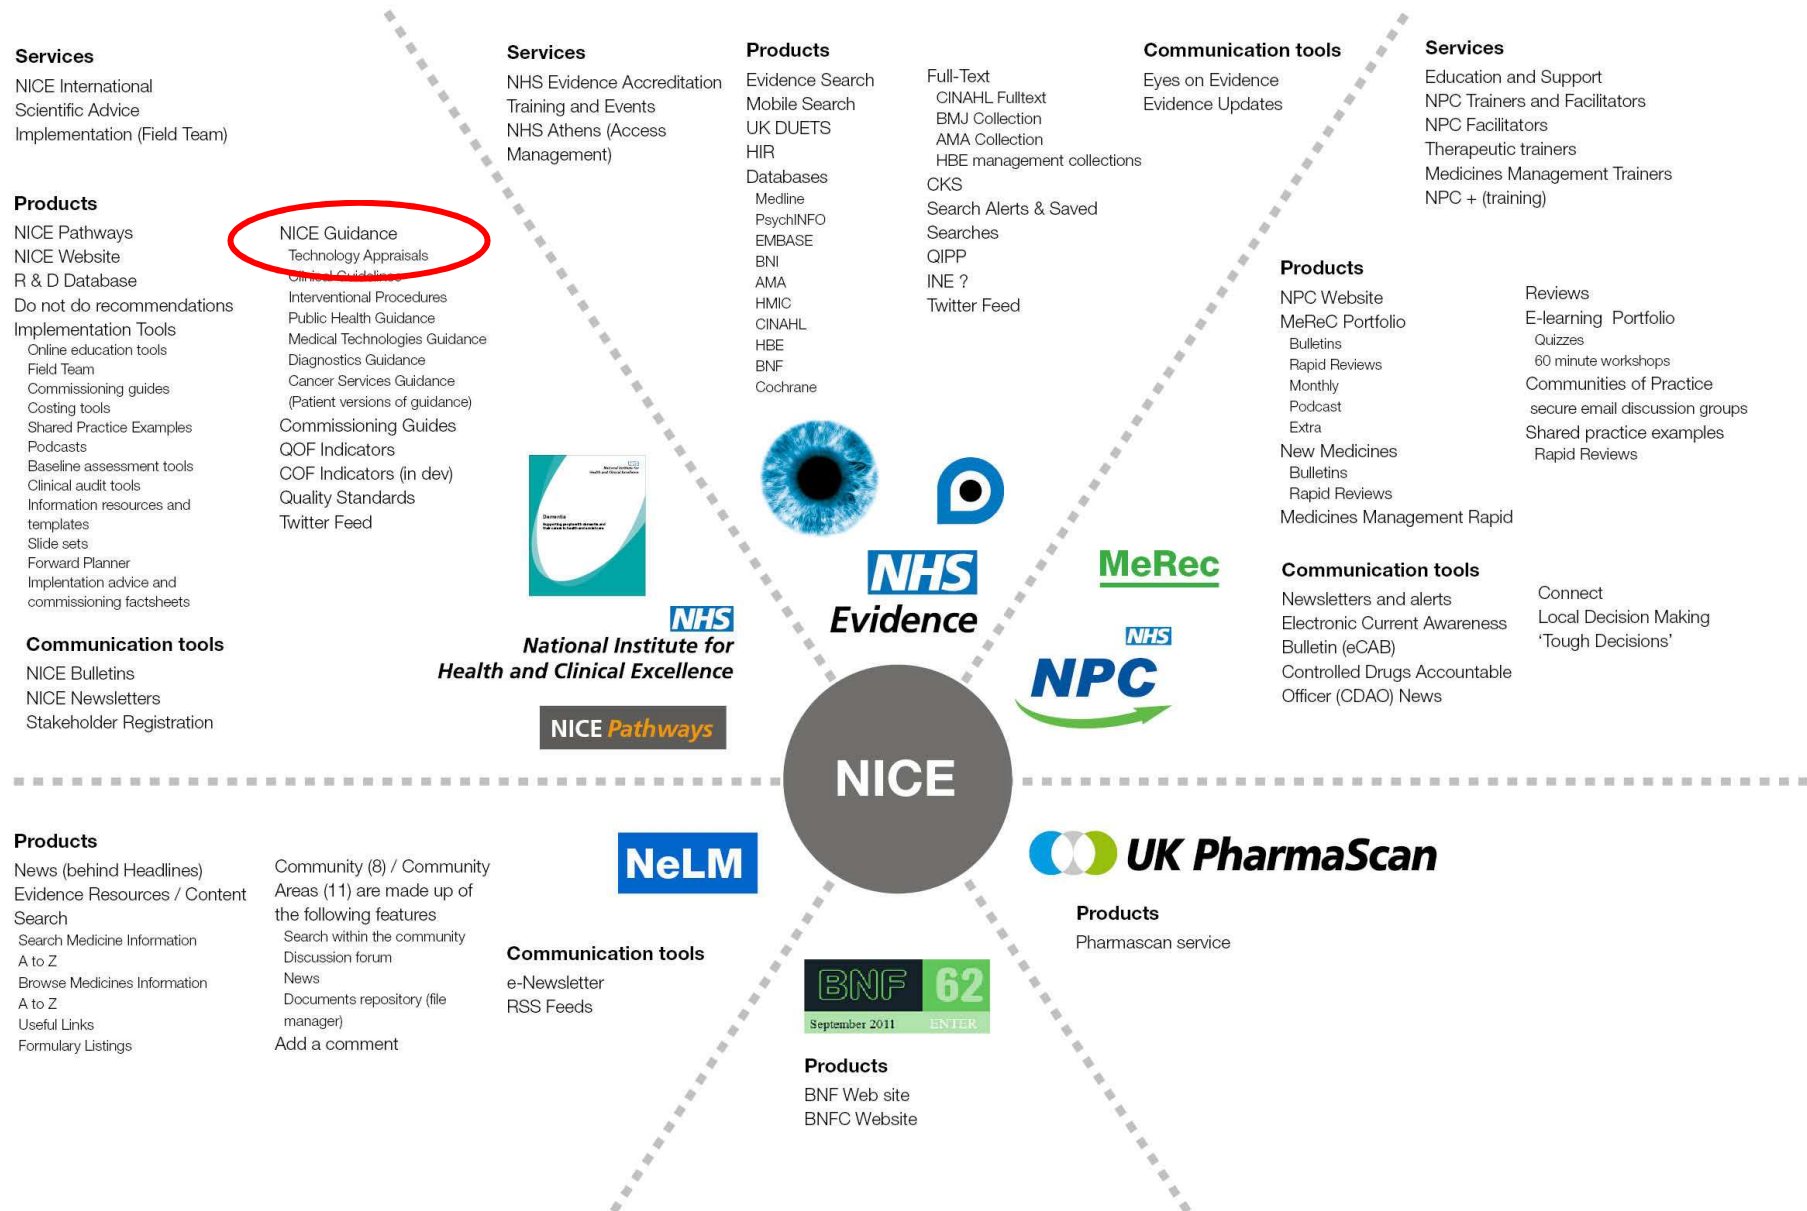 Services
NICE International
Scientific Advice
Implementation (Field Team)
Products
NICE Pathways
NICE Website
R & D Database
Do not do recommendations
Implementation Tools
Online education tools
Field Team
Commissioning guides
Costing tools
Shared Practice Examples
Podcasts
Baseline assessment tools
Clinical audit tools
Information resources and
templates
Slide sets
Forward Planner
Implentation advice and
commissioning factsheets
NICE Guidance
Technology Appraisals
Clinical Guidelines
Interventional Procedures
Public Health Guidance
Medical Technologies Guidance
Diagnostics Guidance
Cancer Services Guidance
(Patient versions of guidance)
Commissioning Guides
QOF Indicators
COF Indicators (in dev)
Quality Standards
Twitter Feed
Communication tools
NICE Bulletins
NICE Newsletters
Stakeholder Registration
Dementia
NHS
National Institute for
Health and Clinical Excellence
NICE Pathways
Services
NHS Evidence Accreditation
Training and Events
NHS Athens (Access
Management)
Products
Evidence Search
Mobile Search
UK DUETS
HIR
Databases
Medline
PsychINFO
EMBASE
BNI
AMA
HMIC
CINAHL
HBE
BNF
Cochrane
Full-Text
CINAHL Fulltext
BMJ Collection
AMA Collection
HBE management collections
CKS
Search Alerts & Saved
Searches
QIPP
INE ?
Twitter Feed
Communication tools
Eyes on Evidence
Evidence Updates
NHS
Evidence
Services
Education and Support
NPC Trainers and Facilitators
NPC Facilitators
Therapeutic trainers
Medicines Management Trainers
NPC + (training)
Products
NPC Website
MeReC Portfolio
Bulletins
Rapid Reviews
Monthly
Podcast
Extra
New Medicines
Bulletins
Rapid Reviews
Medicines Management Rapid
Reviews
E-learning Portfolio
Quizzes
60 minute workshops
Communities of Practice
secure email discussion groups
Shared practice examples
Rapid Reviews
Communication tools
Newsletters and alerts
Electronic Current Awareness
Bulletin (eCAB)
Controlled Drugs Accountable
Officer (CDAO) News
Connect
Local Decision Making
‘Tough Decisions’
MeRec
NHS
NPC
NICE
Products
News (behind Headlines)
Evidence Resources / Content
Search
Search Medicine Information
A to Z
Browse Medicines Information
A to Z
Useful Links
Formulary Listings
Community (8) / Community
Areas (11) are made up of
the following features
Search within the community
Discussion forum
News
Documents repository (file
manager)
Add a comment
NeLM
Communication tools
e-Newsletter
RSS Feeds
BNF 62
September 2011 ENTER
Products
BNF Web site
BNFC Website
UK PharmaScan
Products
Pharmascan service